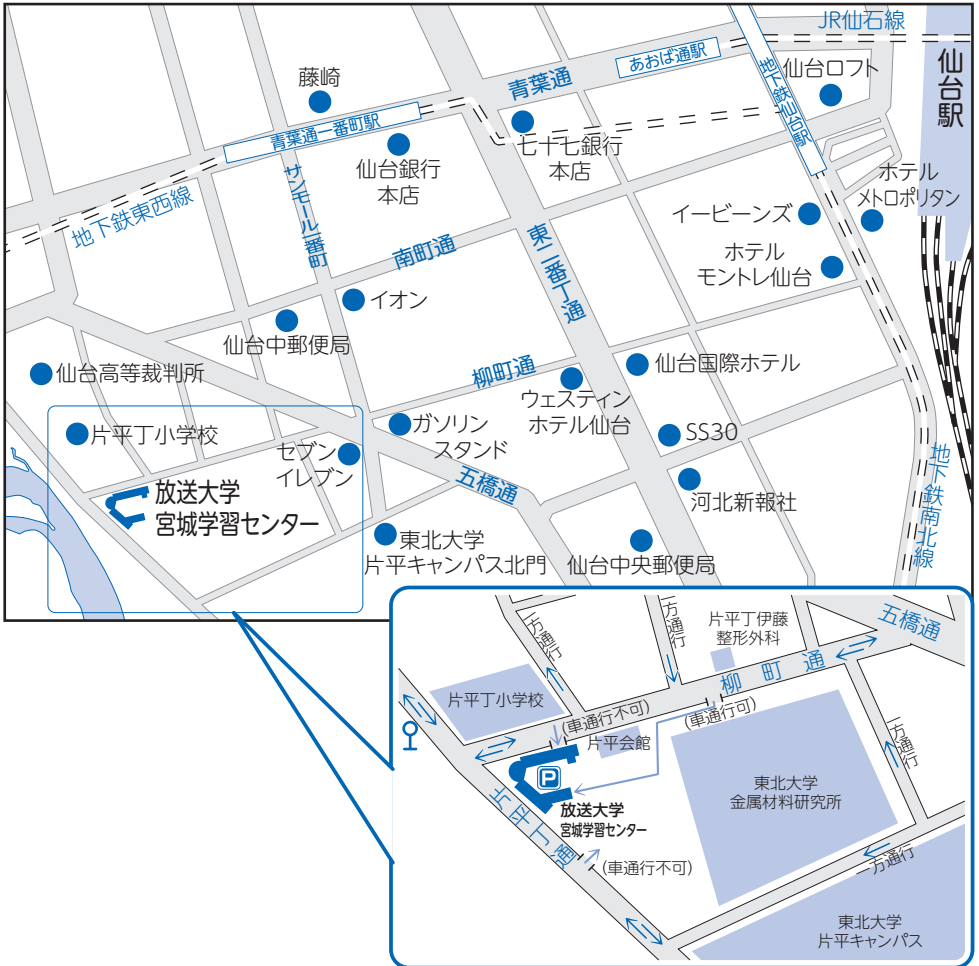 JR仙石線
仙台駅
あおば通駅
地下鉄仙台駅
仙台ロフト
青葉通
藤崎
青葉通一番町駅
七十七銀行
本店
仙台銀行
本店
ホテル
メトロポリタン
地下鉄東西線
サンモール一番町
イービーンズ
南町通
東二番丁通
ホテル
モントレ仙台
イオン
仙台中郵便局
仙台高等裁判所
柳町通
仙台国際ホテル
ウェスティン
ホテル仙台
片平丁小学校
ガソリン
スタンド
SS30
セブン
イレブン
五橋通
地下鉄南北線
放送大学
宮城学習センター
河北新報社
東北大学
片平キャンパス北門
仙台中央郵便局
一方通行
一方通行
片平丁伊藤
整形外科
五橋通
柳町通
片平丁小学校
(車通行不可)
(車通行可)
片平会館
一方通行
P
東北大学
金属材料研究所
放送大学
宮城学習センター
片平丁通
(車通行不可)
一方通行
東北大学
片平キャンパス